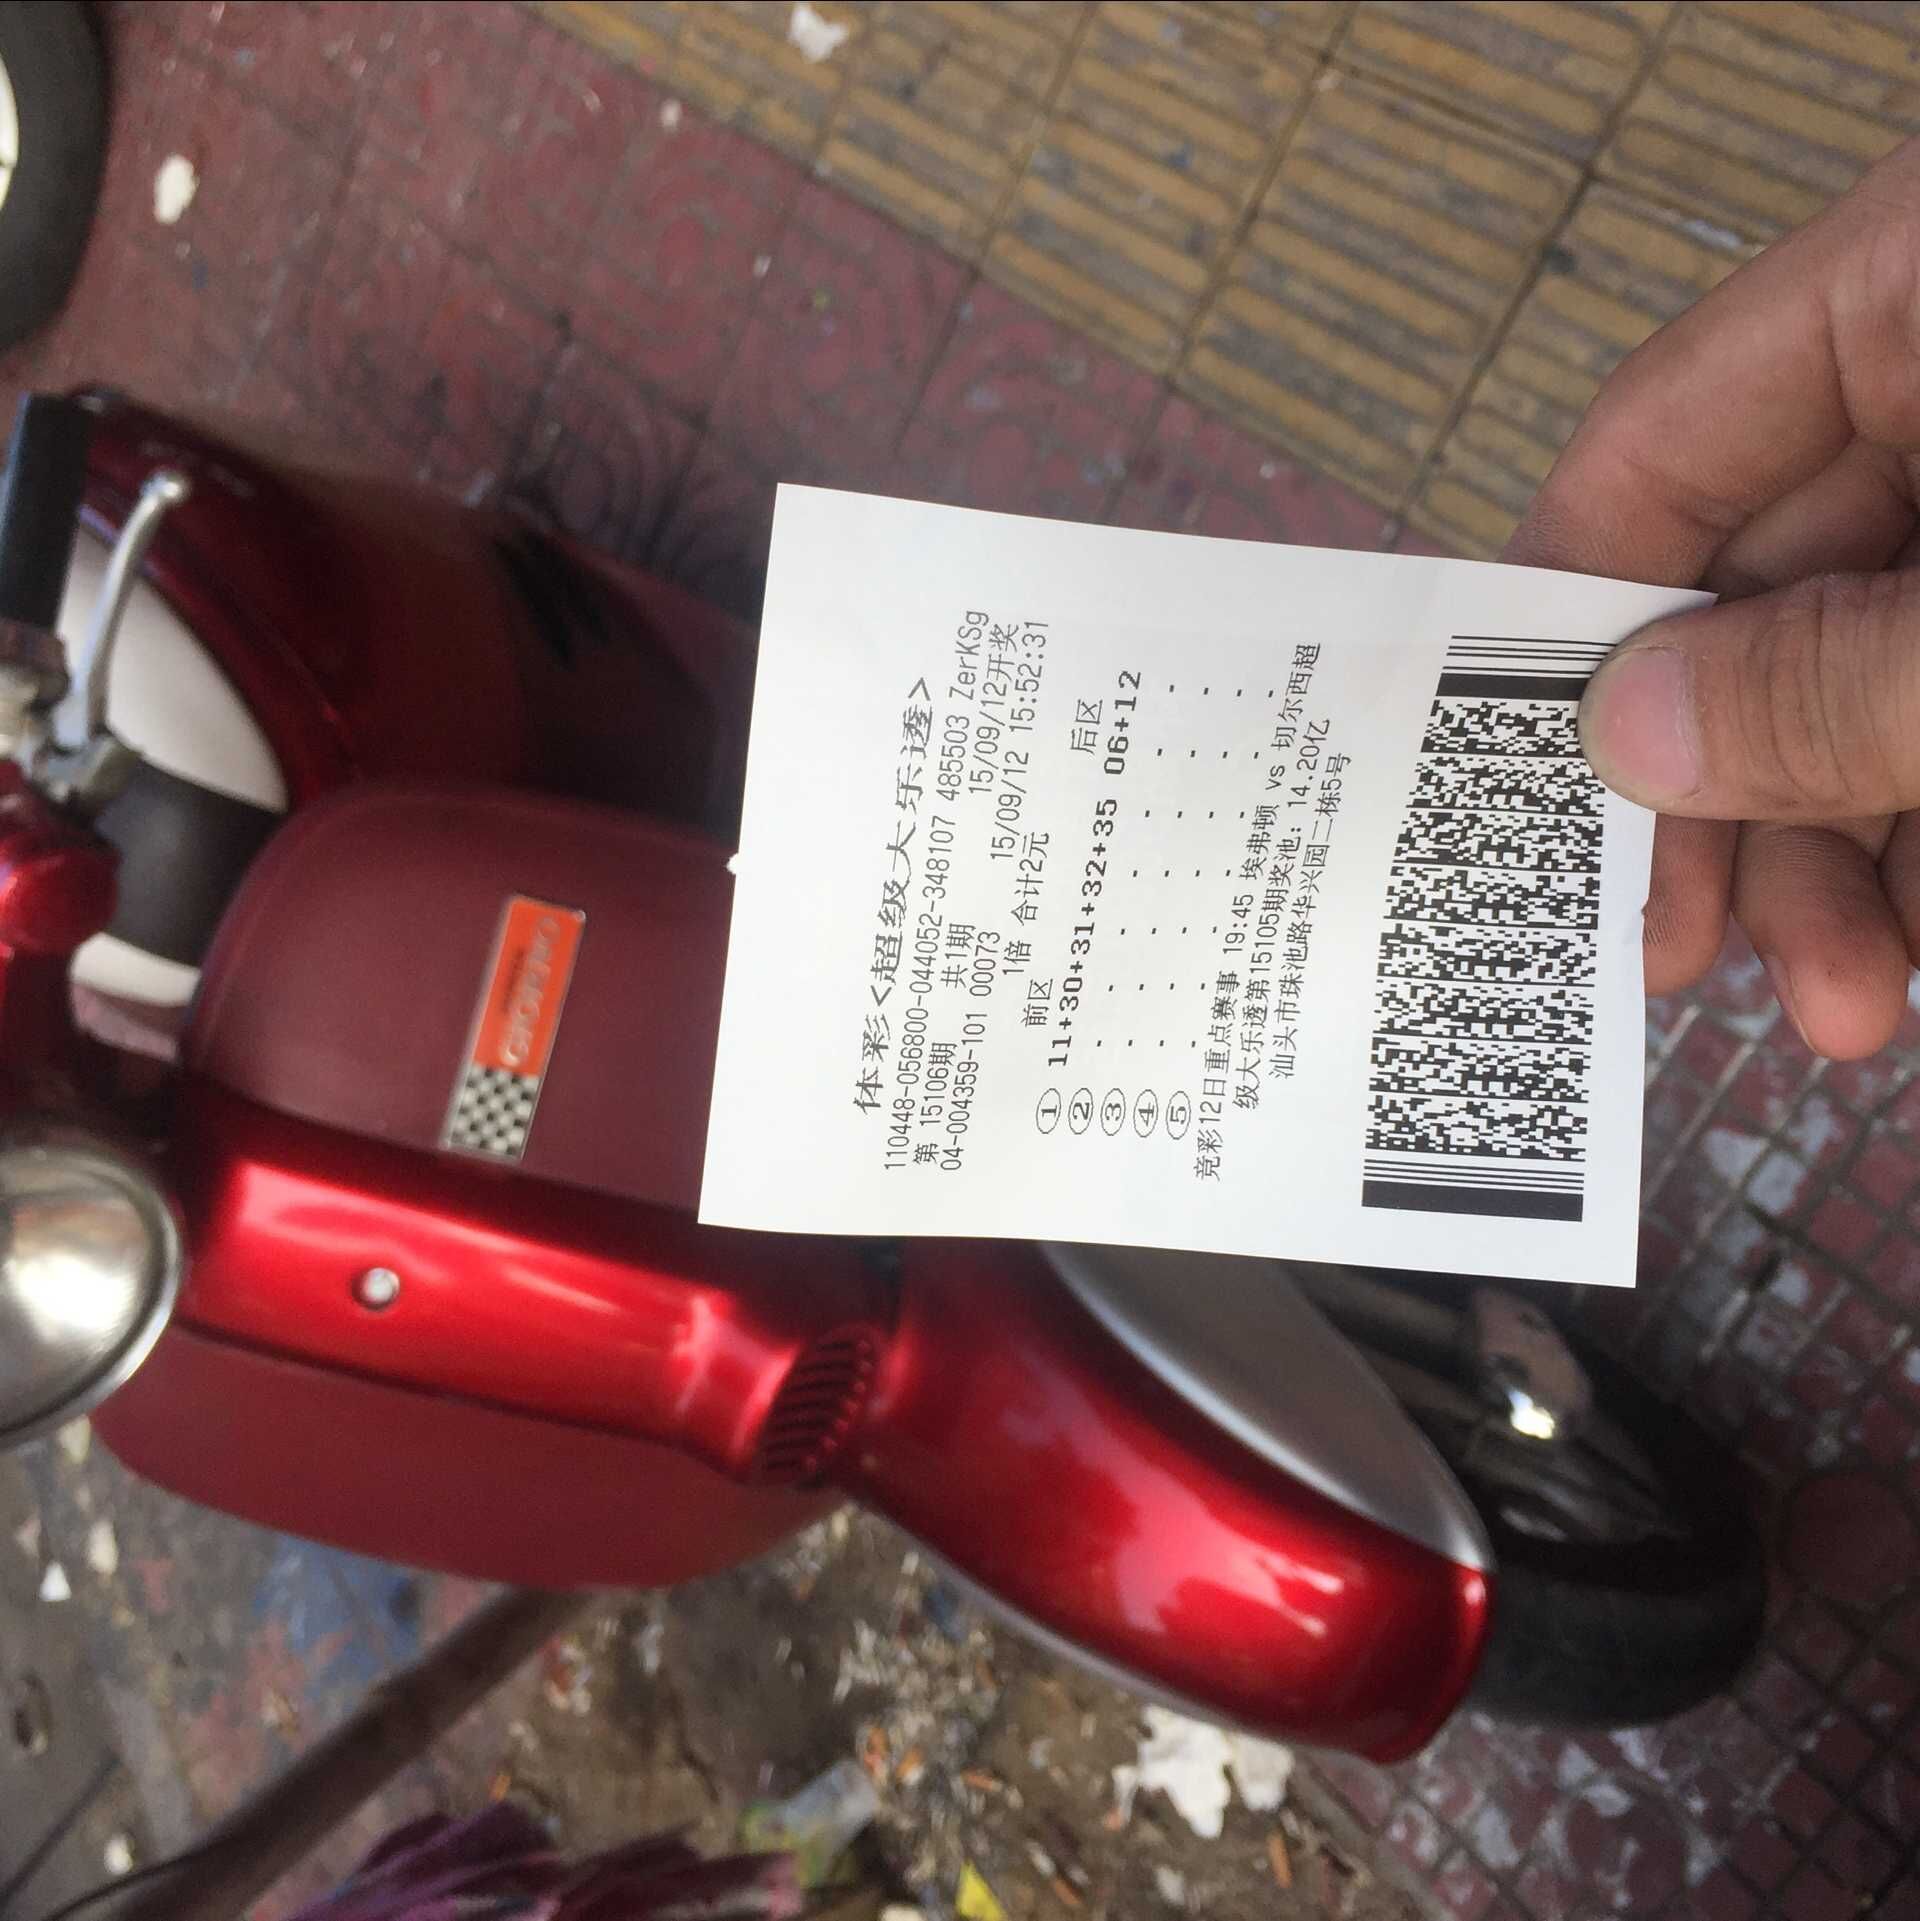 体彩<超级大乐透>
110448-056800-044052-348107 485503 ZerKSg
第 15106期 共1期 15/09/12开奖
04-004359-101 00073 15/09/12 15:52:31
1倍 合计2元
前区 后区
① 11+30+31+32+35 06+12
②
③
④
⑤
竞彩12日重点赛事 19:45 埃弗顿 vs 切尔西超
级大乐透第15105期奖池: 14.20亿
汕头市珠池路华兴园二栋5号